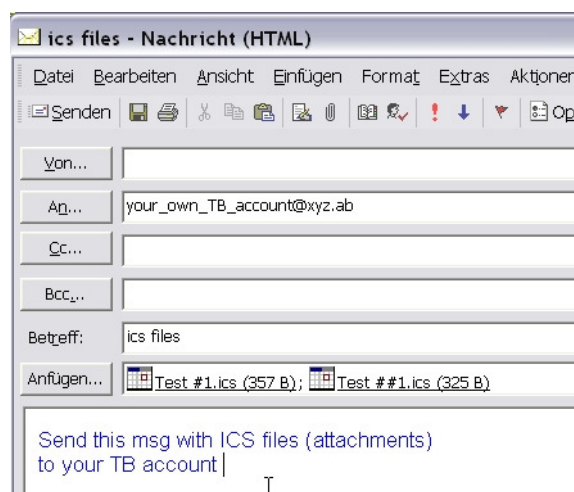 ics files - Nachricht (HTML)
Datei Bearbeiten Ansicht Einfügen Format Extras Aktionen
Senden
Von...
An... your_own_TB_account@xyz.ab
Cc...
Bcc...
Betreff: ics files
Anfügen... Test #1.ics (357 B); Test ##1.ics (325 B)
Send this msg with ICS files (attachments)
to your TB account